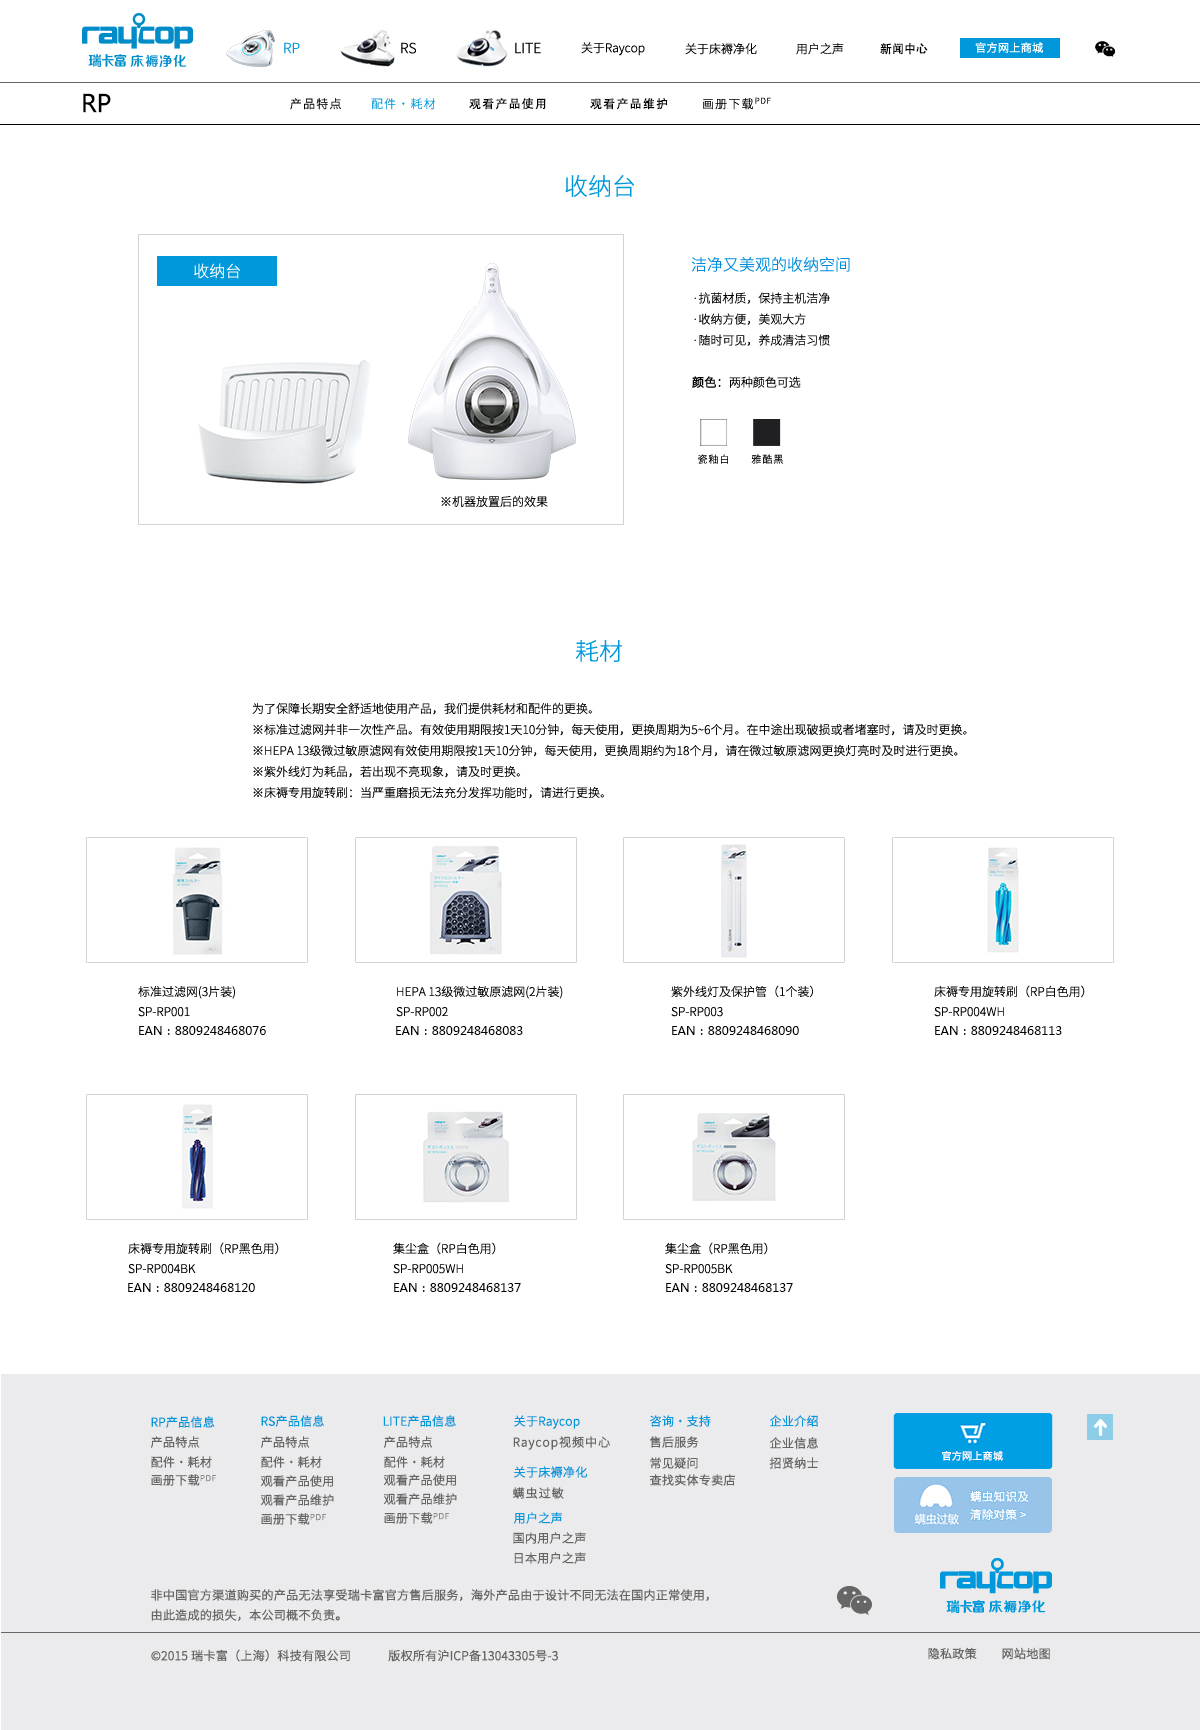 raycop
瑞卡富 床褥净化
RP
RS
LITE
关于Raycop
关于床褥净化
用户之声
新闻中心
官方网上商城
RP
产品特点
配件・耗材
观看产品使用
观看产品维护
画册下载PDF
收纳台
收纳台
※机器放置后的效果
洁净又美观的收纳空间
·抗菌材质，保持主机洁净
·收纳方便，美观大方
·随时可见，养成清洁习惯
颜色：两种颜色可选
瓷釉白
雅酷黑
耗材
为了保障长期安全舒适地使用产品，我们提供耗材和配件的更换。
※标准过滤网并非一次性产品。有效使用期限按1天10分钟，每天使用，更换周期为5~6个月。在中途出现破损或者堵塞时，请及时更换。
※HEPA 13级微过敏原滤网有效使用期限按1天10分钟，每天使用，更换周期约为18个月，请在微过敏原滤网更换灯亮时及时进行更换。
※紫外线灯为耗品，若出现不亮现象，请及时更换。
※床褥专用旋转刷：当严重磨损无法充分发挥功能时，请进行更换。
标准过滤网(3片装)
SP-RP001
EAN：8809248468076
HEPA 13级微过敏原滤网(2片装)
SP-RP002
EAN：8809248468083
紫外线灯及保护管（1个装）
SP-RP003
EAN：8809248468090
床褥专用旋转刷（RP白色用）
SP-RP004WH
EAN：8809248468113
床褥专用旋转刷（RP黑色用）
SP-RP004BK
EAN：8809248468120
集尘盒（RP白色用）
SP-RP005WH
EAN：8809248468137
集尘盒（RP黑色用）
SP-RP005BK
EAN：8809248468137
RP产品信息
产品特点
配件・耗材
画册下载PDF
RS产品信息
产品特点
配件・耗材
观看产品使用
观看产品维护
画册下载PDF
LITE产品信息
产品特点
配件・耗材
观看产品使用
观看产品维护
画册下载PDF
关于Raycop
Raycop视频中心
关于床褥净化
螨虫过敏
用户之声
国内用户之声
日本用户之声
咨询・支持
售后服务
常见疑问
查找实体专卖店
企业介绍
企业信息
招贤纳士
官方网上商城
螨虫过敏
螨虫知识及
清除对策 >
raycop
瑞卡富 床褥净化
非中国官方渠道购买的产品无法享受瑞卡富官方售后服务，海外产品由于设计不同无法在国内正常使用，
由此造成的损失，本公司概不负责。
©2015 瑞卡富（上海）科技有限公司
版权所有沪ICP备13043305号-3
隐私政策
网站地图